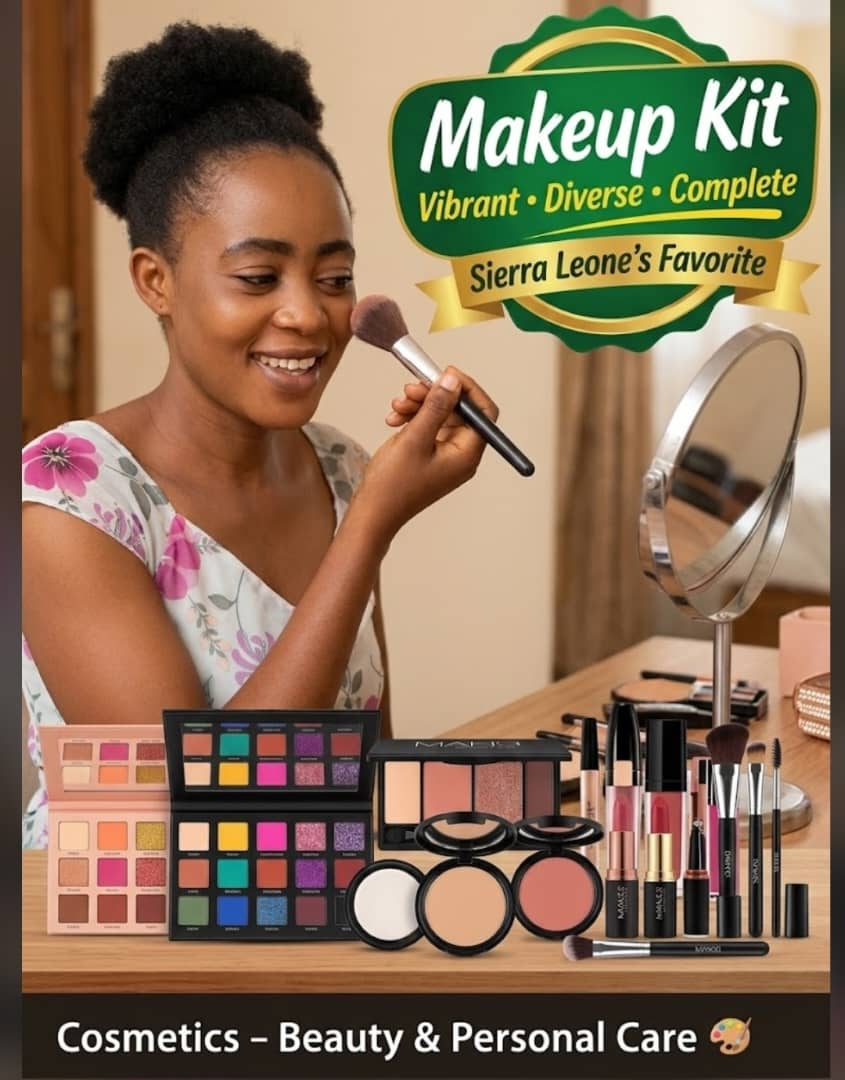 Makeup Kit
Vibrant • Diverse • Complete
Sierra Leone's Favorite
Cosmetics – Beauty & Personal Care 🎨